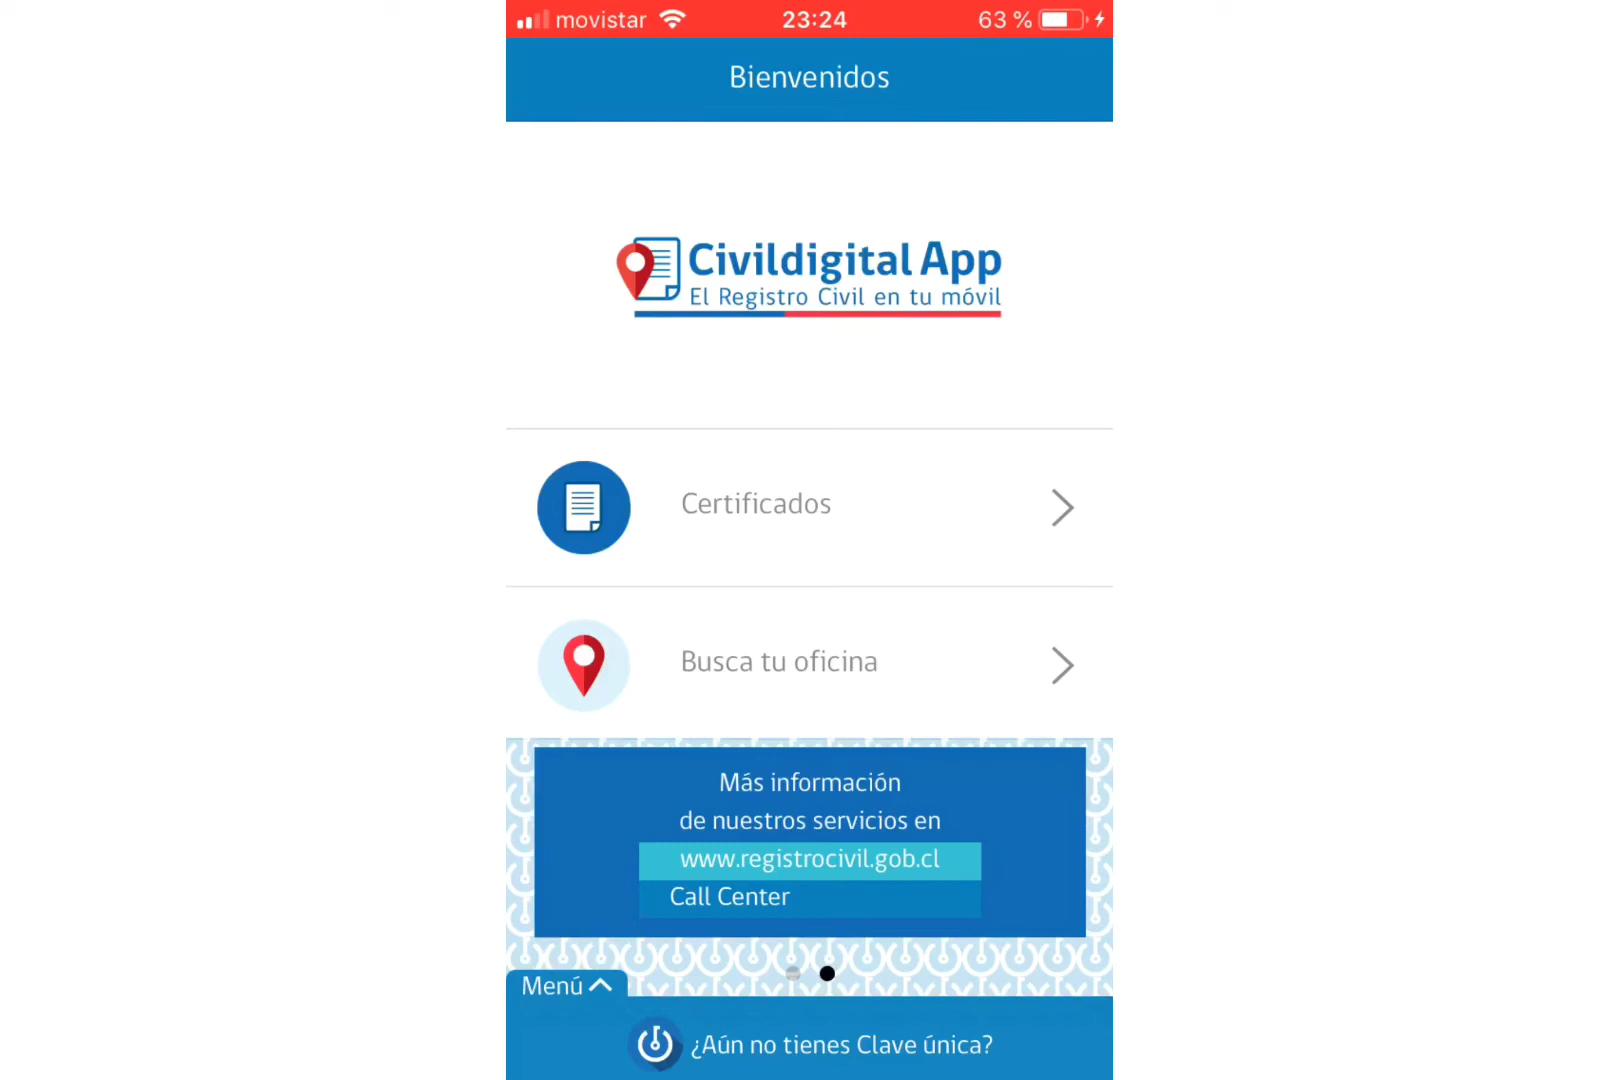 movistar 23:24 63 %
Bienvenidos
Civildigital App
El Registro Civil en tu móvil
Certificados
Busca tu oficina
Más información
de nuestros servicios en
www.registrocivil.gob.cl
Call Center
Menú
¿Aún no tienes Clave única?